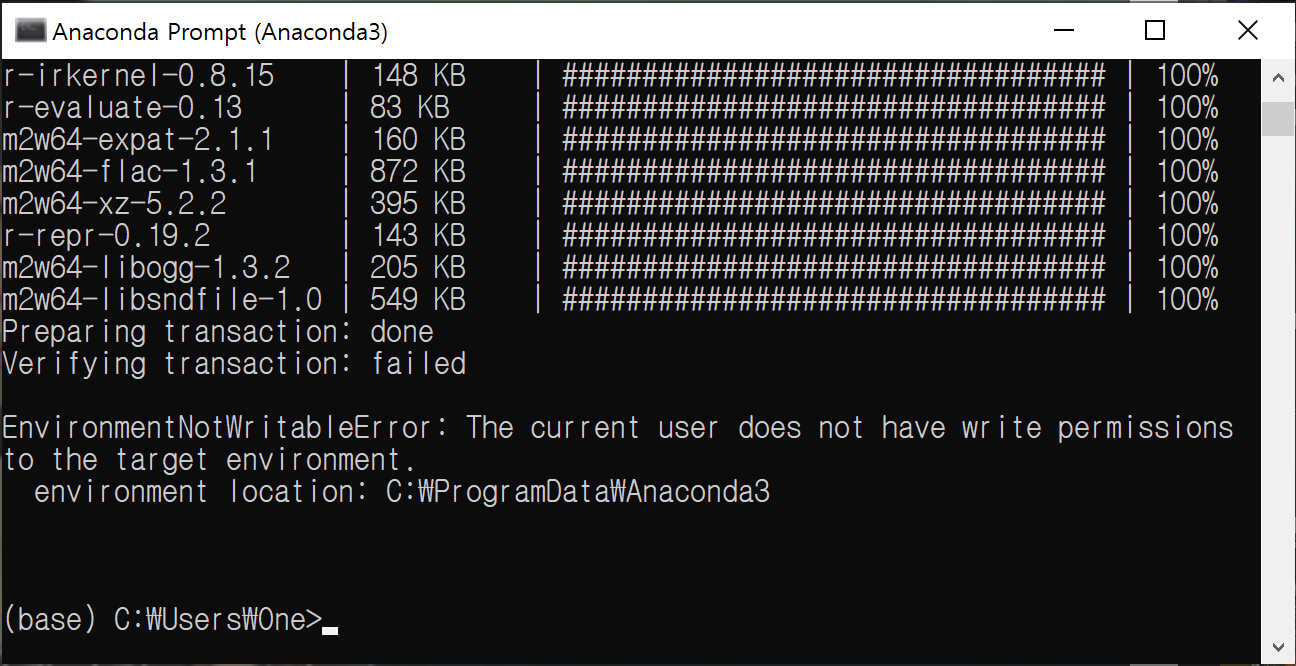 Anaconda Prompt (Anaconda3)
r-irkernel-0.8.15 | 148 KB | ################################## | 100%
r-evaluate-0.13 | 83 KB | ################################## | 100%
m2w64-expat-2.1.1 | 160 KB | ################################## | 100%
m2w64-flac-1.3.1 | 872 KB | ################################## | 100%
m2w64-xz-5.2.2 | 395 KB | ################################## | 100%
r-repr-0.19.2 | 143 KB | ################################## | 100%
m2w64-libogg-1.3.2 | 205 KB | ################################## | 100%
m2w64-libsndfile-1.0 | 549 KB | ################################## | 100%
Preparing transaction: done
Verifying transaction: failed
EnvironmentNotWritableError: The current user does not have write permissions
to the target environment.
environment location: C:₩ProgramData₩Anaconda3
(base) C:₩Users₩One>